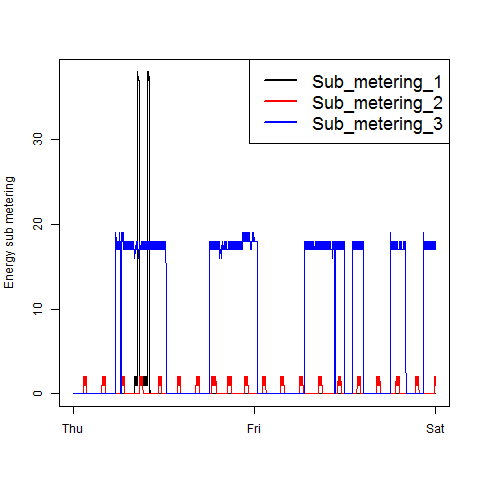 Sub_metering_1
Sub_metering_2
Sub_metering_3
Energy sub metering
30
20
10
0
Thu
Fri
Sat